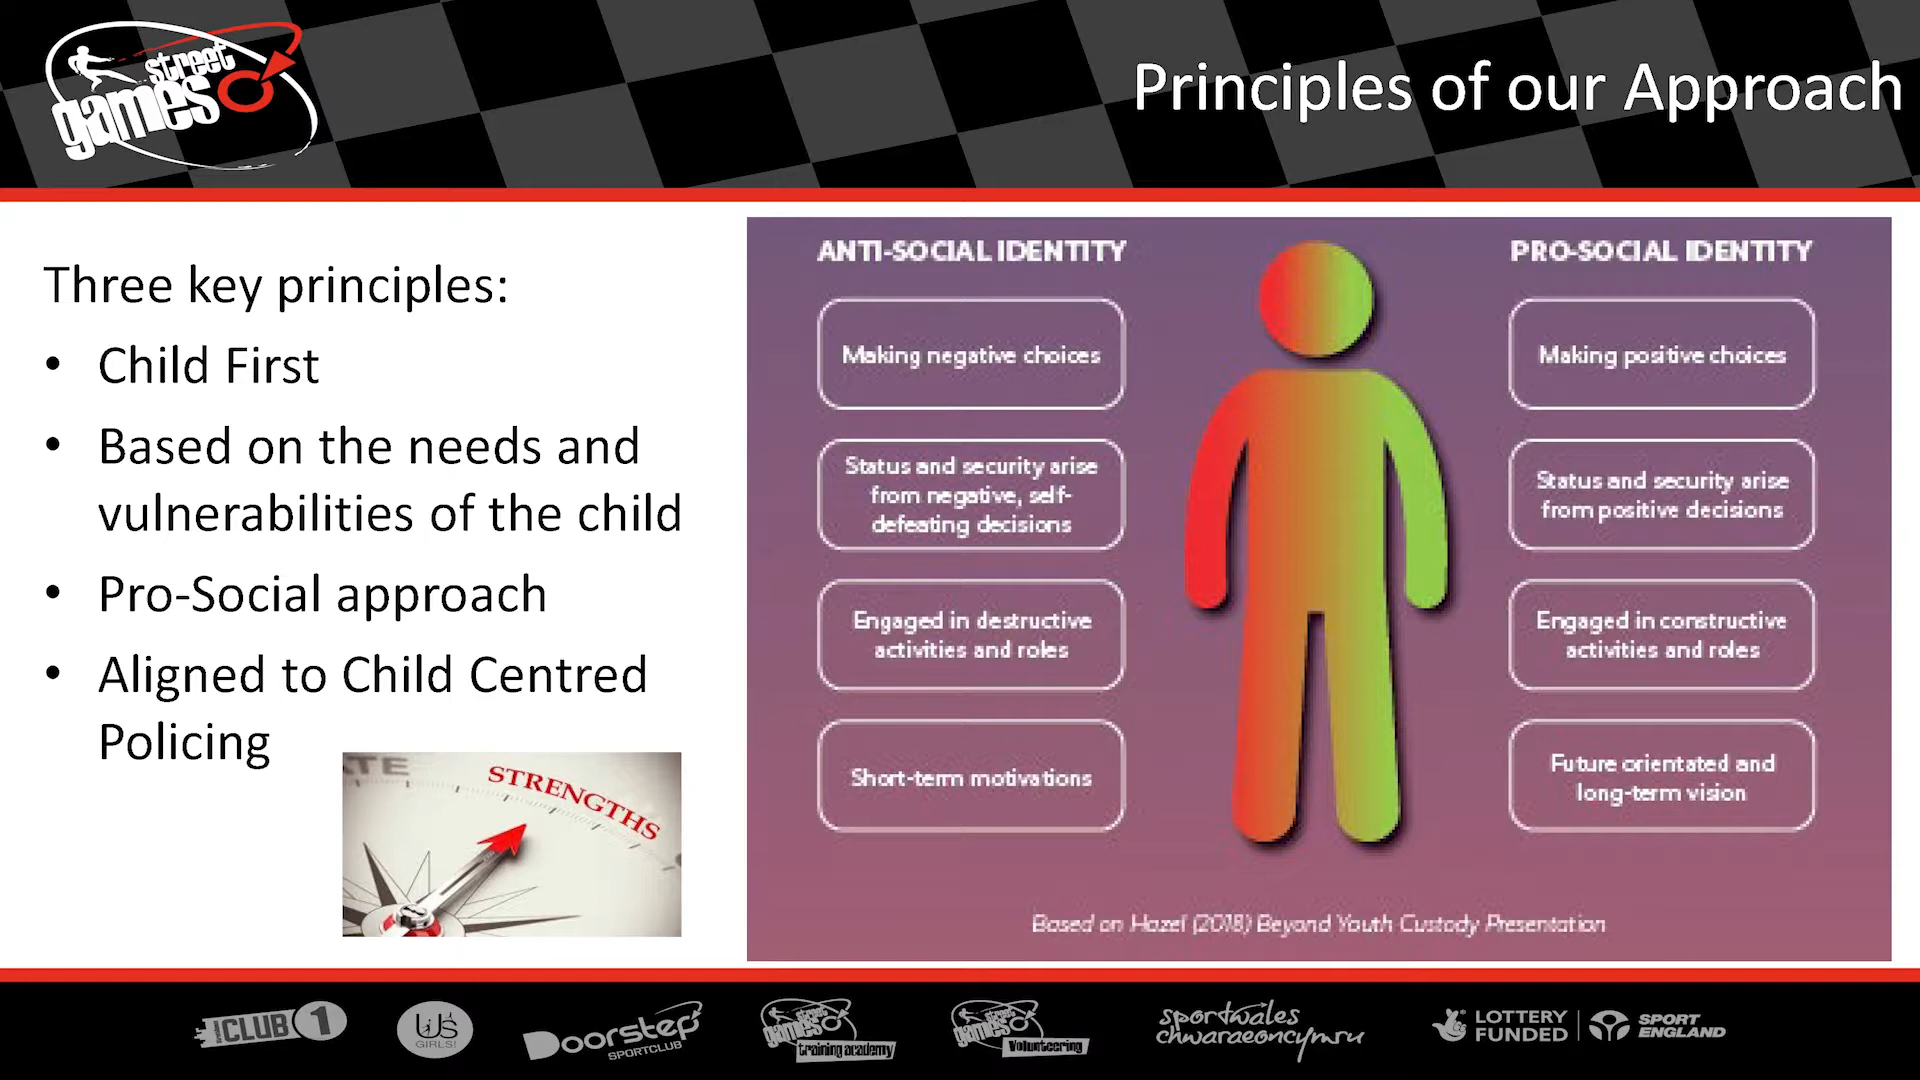 street
games
Principles of our Approach
Three key principles:
• Child First
• Based on the needs and
vulnerabilities of the child
• Pro-Social approach
• Aligned to Child Centred
Policing
STRENGTHS
ANTI-SOCIAL IDENTITY
Making negative choices
Status and security arise
from negative, self-
defeating decisions
Engaged in destructive
activities and roles
Short-term motivations
PRO-SOCIAL IDENTITY
Making positive choices
Status and security arise
from positive decisions
Engaged in constructive
activities and roles
Future orientated and
long-term vision
Based on Hazel (2018) Beyond Youth Custody Presentation
CLUB 1
US
GIRLS!
Doorstep
SPORTCLUB
street
games
training academy
street
games
Volunteering
sportwales
chwaraeoncymru
LOTTERY
FUNDED
SPORT
ENGLAND